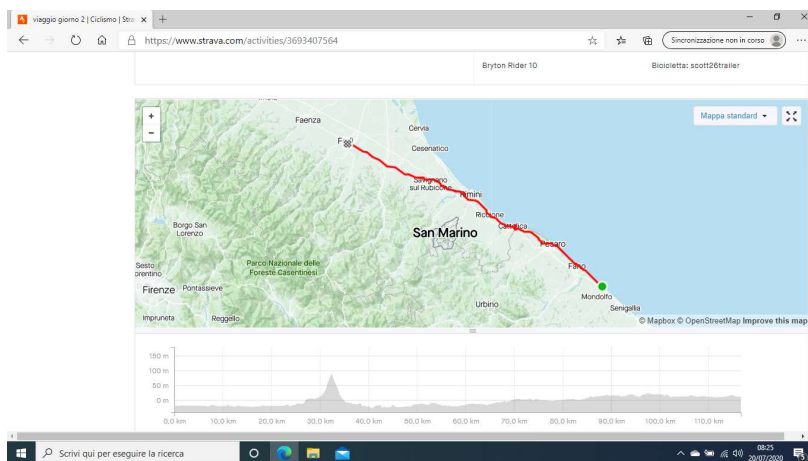 viaggio giorno 2 | Ciclismo | Stra
https://www.strava.com/activities/3693407564
Sincronizzazione non in corso
Bryton Rider 10
Bicicletta: scott26trailer
+
−
Mappa standard
Faenza
Cervia
Cesenatico
Savignano
sul Rubicone
Rimini
Riccione
Cattolica
San Marino
Borgo San
Lorenzo
Pesaro
Parco Nazionale delle
Foreste Casentinesi
Sesto
orentino
Fano
Firenze
Pontassieve
Mondolfo
Urbino
Senigallia
Impruneta
Reggello
© Mapbox © OpenStreetMap Improve this map
150 m
100 m
50 m
0 m
0,0 km 10,0 km 20,0 km 30,0 km 40,0 km 50,0 km 60,0 km 70,0 km 80,0 km 90,0 km 100,0 km 110,0 km
Scrivi qui per eseguire la ricerca
08:25
20/07/2020